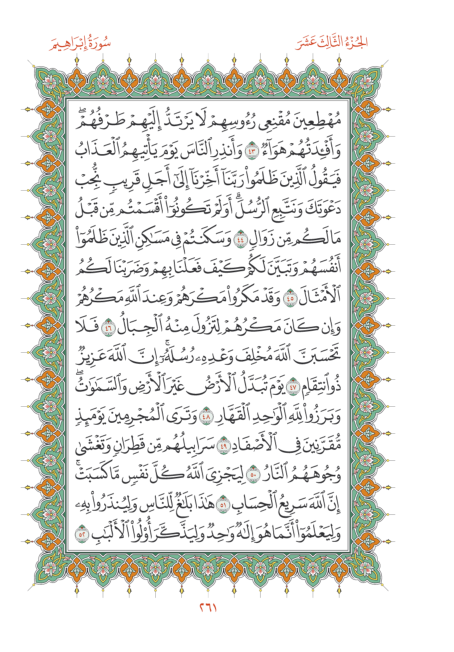 الجُزْءُ الثَّالِثَ عَشَرَ
سُورَةُ إِبْرَاهِيمَ
مُهْطِعِينَ مُقْنِعِى رُءُوسِهِمْ لَا يَرْتَدُّ إِلَيْهِمْ طَرْفُهُمْۖ
وَأَفْـِٔدَتُهُمْ هَوَآءٌ ٤٣ وَأَنذِرِ ٱلنَّاسَ يَوْمَ يَأْتِيهِمُ ٱلْعَذَابُ
فَيَقُولُ ٱلَّذِينَ ظَلَمُوا۟ رَبَّنَآ أَخِّرْنَآ إِلَىٰٓ أَجَلٍ قَرِيبٍ نُّجِبْ
دَعْوَتَكَ وَنَتَّبِعِ ٱلرُّسُلَۗ أَوَلَمْ تَكُونُوٓا۟ أَقْسَمْتُم مِّن قَبْلُ
مَا لَكُم مِّن زَوَالٍ ٤٤ وَسَكَنتُمْ فِى مَسَٰكِنِ ٱلَّذِينَ ظَلَمُوٓا۟
أَنفُسَهُمْ وَتَبَيَّنَ لَكُمْ كَيْفَ فَعَلْنَا بِهِمْ وَضَرَبْنَا لَكُمُ
ٱلْأَمْثَالَ ٤٥ وَقَدْ مَكَرُوا۟ مَكْرَهُمْ وَعِندَ ٱللَّهِ مَكْرُهُمْ
وَإِن كَانَ مَكْرُهُمْ لِتَزُولَ مِنْهُ ٱلْجِبَالُ ٤٦ فَلَا
تَحْسَبَنَّ ٱللَّهَ مُخْلِفَ وَعْدِهِۦ رُسُلَهُۥٓۗ إِنَّ ٱللَّهَ عَزِيزٌ
ذُو ٱنتِقَامٍ ٤٧ يَوْمَ تُبَدَّلُ ٱلْأَرْضُ غَيْرَ ٱلْأَرْضِ وَٱلسَّمَٰوَٰتُۖ
وَبَرَزُوا۟ لِلَّهِ ٱلْوَٰحِدِ ٱلْقَهَّارِ ٤٨ وَتَرَى ٱلْمُجْرِمِينَ يَوْمَئِذٍ
مُّقَرَّنِينَ فِى ٱلْأَصْفَادِ ٤٩ سَرَابِيلُهُم مِّن قَطِرَانٍ وَتَغْشَىٰ
وُجُوهَهُمُ ٱلنَّارُ ٥٠ لِيَجْزِىَ ٱللَّهُ كُلَّ نَفْسٍ مَّا كَسَبَتْۚ
إِنَّ ٱللَّهَ سَرِيعُ ٱلْحِسَابِ ٥١ هَٰذَا بَلَٰغٌ لِّلنَّاسِ وَلِيُنذَرُوا۟ بِهِۦ
وَلِيَعْلَمُوٓا۟ أَنَّمَا هُوَ إِلَٰهٌ وَٰحِدٌ وَلِيَذَّكَّرَ أُو۟لُوا۟ ٱلْأَلْبَٰبِ ٥٢
٢٦١